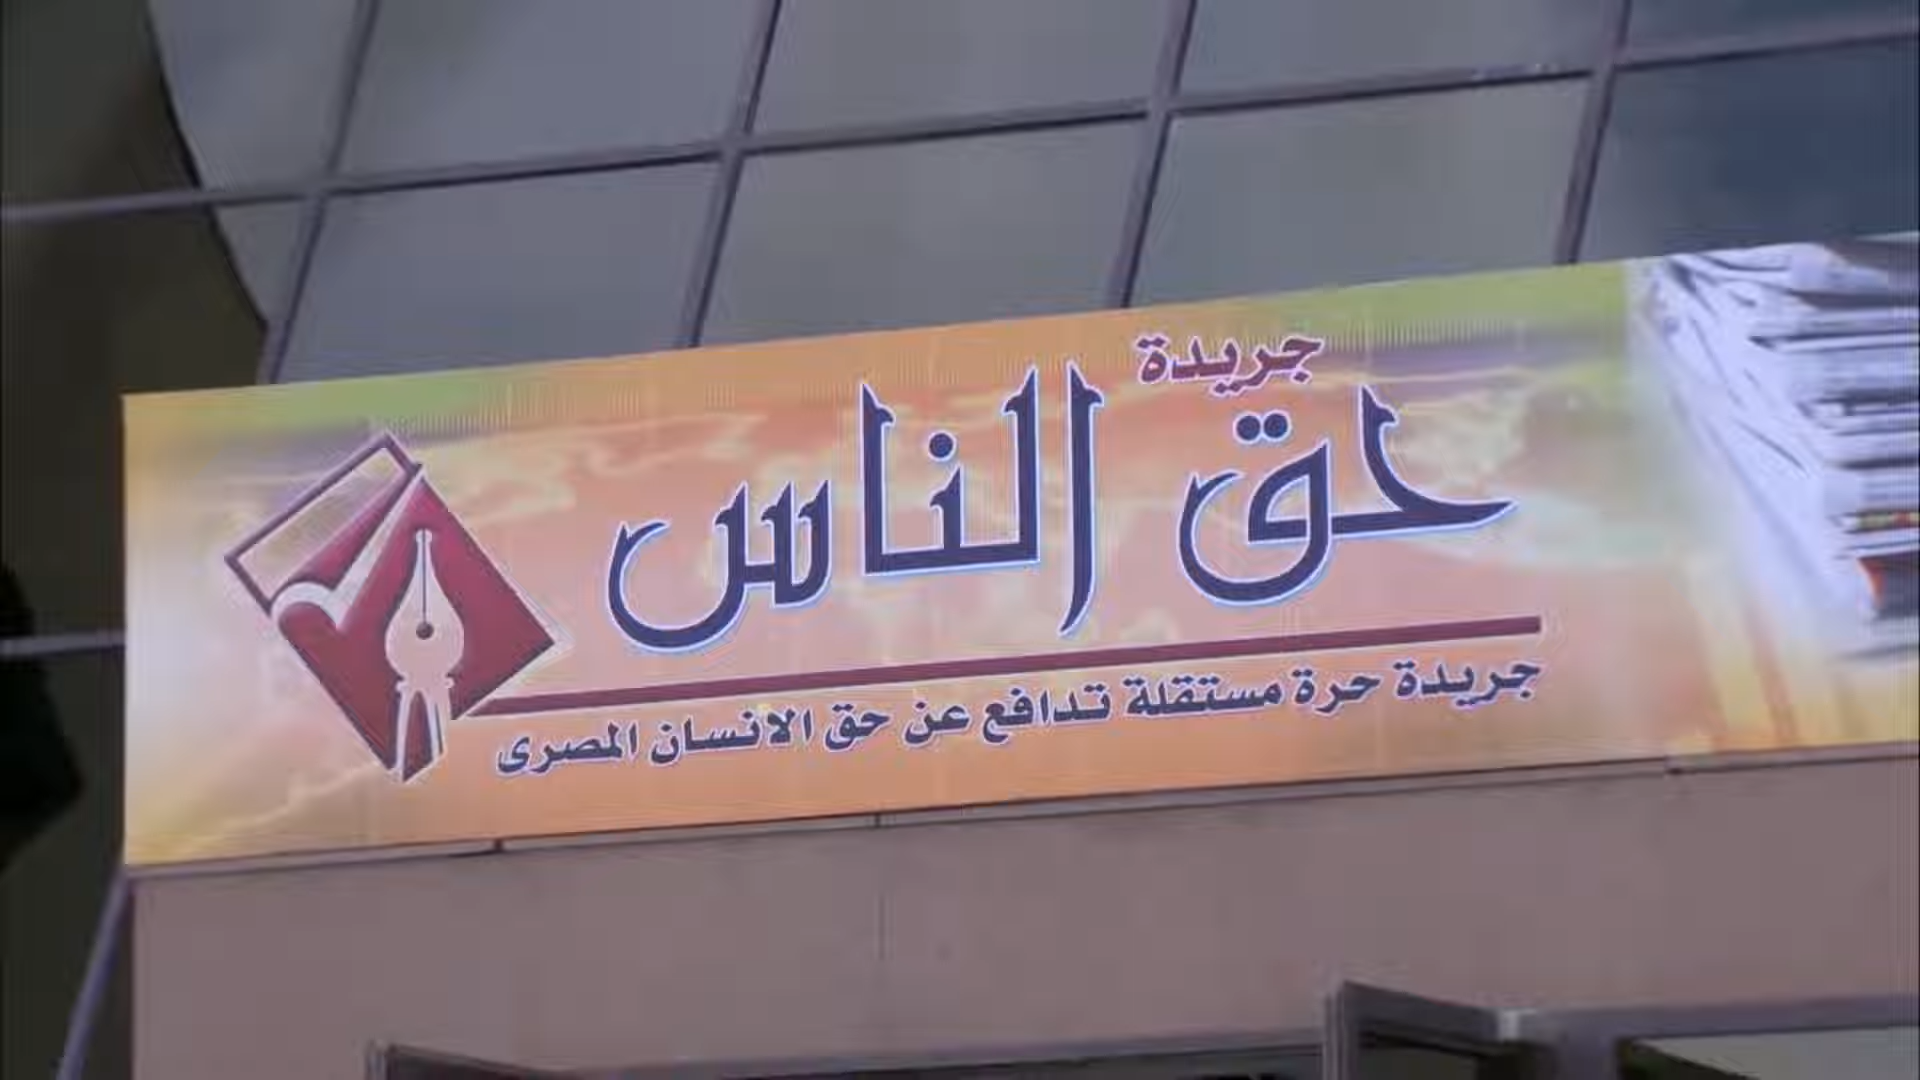 جريدة
حق الناس
جريدة حرة مستقلة تدافع عن حق الانسان المصرى